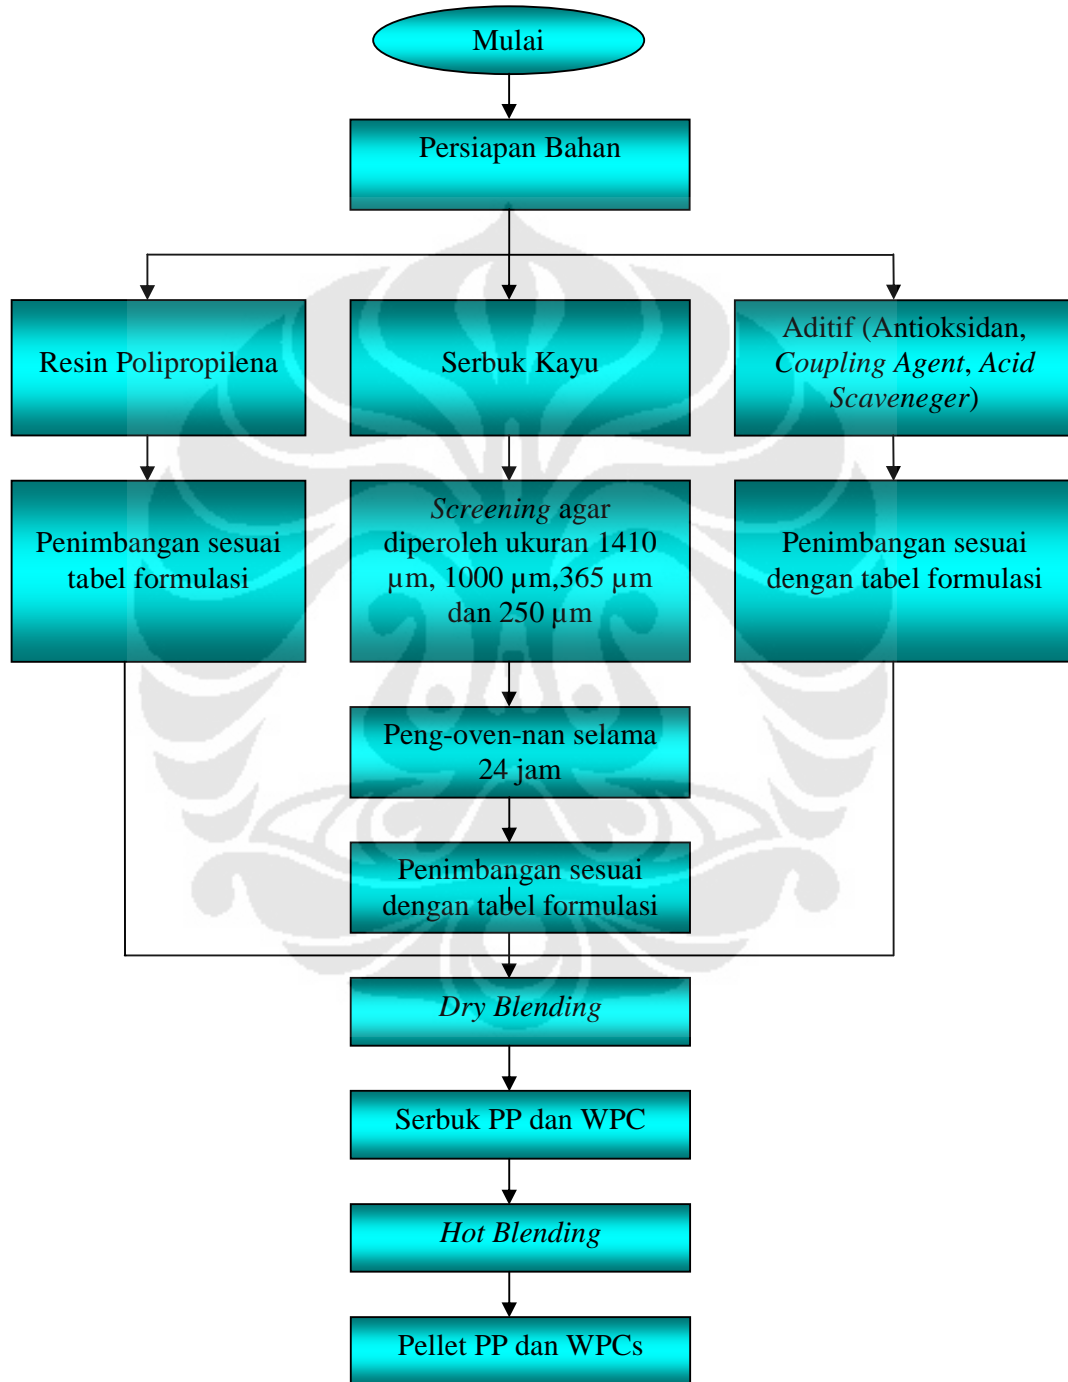 Mulai
Persiapan Bahan
Resin Polipropilena
Serbuk Kayu
Aditif (Antioksidan,
Coupling Agent, Acid
Scaveneger)
Penimbangan sesuai
tabel formulasi
Screening agar
diperoleh ukuran 1410
µm, 1000 µm,365 µm
dan 250 µm
Penimbangan sesuai
dengan tabel formulasi
Peng-oven-nan selama
24 jam
Penimbangan sesuai
dengan tabel formulasi
Dry Blending
Serbuk PP dan WPC
Hot Blending
Pellet PP dan WPCs